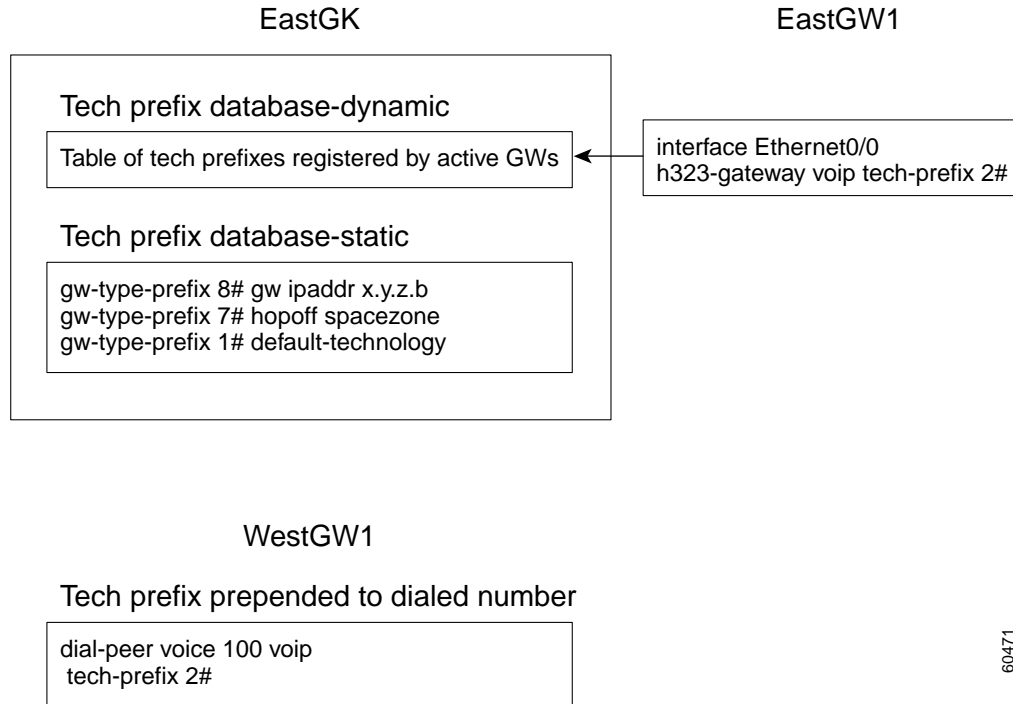 EastGK
EastGW1
Tech prefix database-dynamic
Table of tech prefixes registered by active GWs
interface Ethernet0/0
h323-gateway voip tech-prefix 2#
Tech prefix database-static
gw-type-prefix 8# gw ipaddr x.y.z.b
gw-type-prefix 7# hopoff spacezone
gw-type-prefix 1# default-technology
WestGW1
Tech prefix prepended to dialed number
dial-peer voice 100 voip
tech-prefix 2#
60471